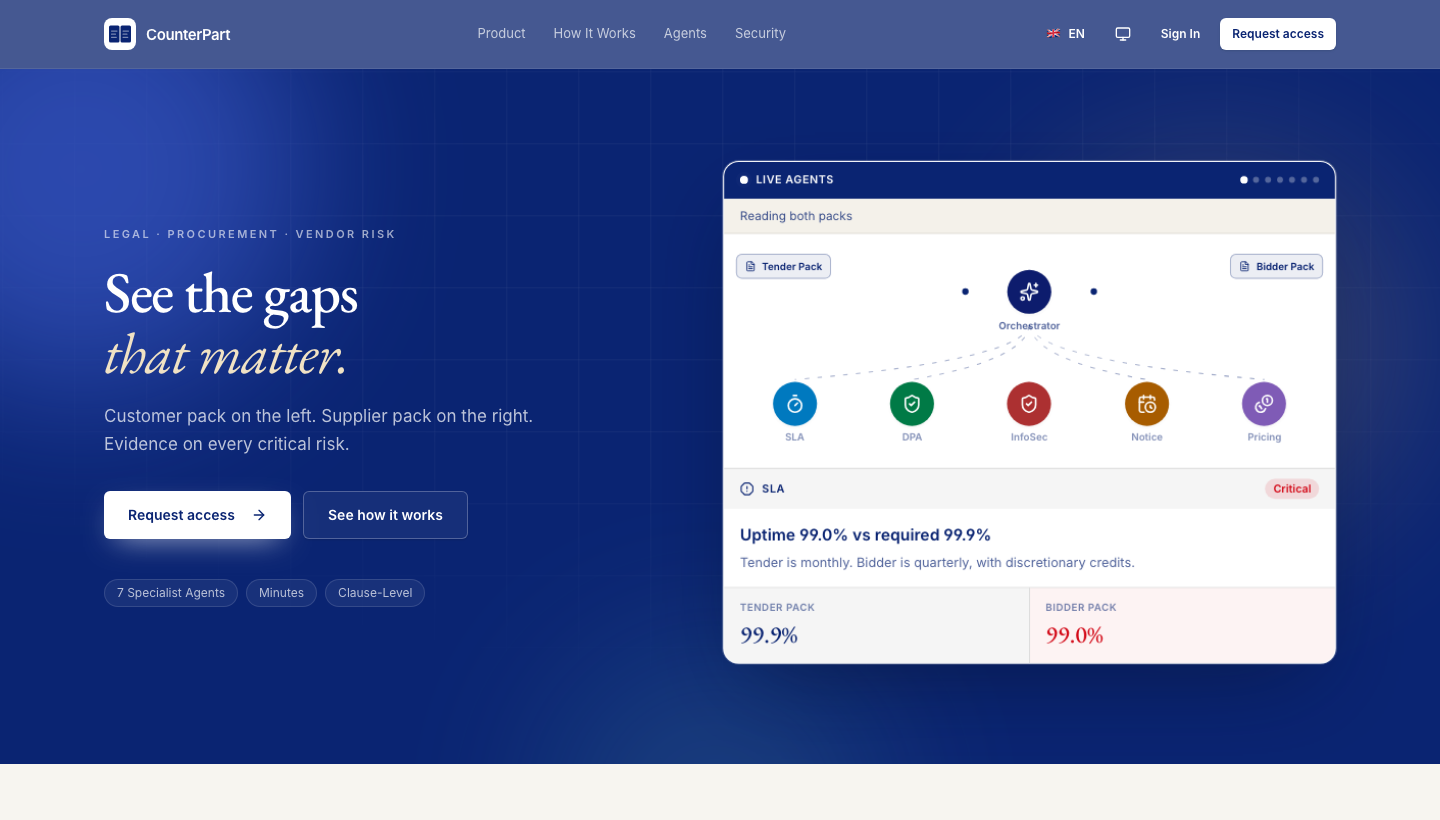 CounterPart
Product
How It Works
Agents
Security
EN
Sign In
Request access
LEGAL · PROCUREMENT · VENDOR RISK
See the gaps
that matter.
Customer pack on the left. Supplier pack on the right.
Evidence on every critical risk.
Request access
See how it works
7 Specialist Agents
Minutes
Clause-Level
LIVE AGENTS
Reading both packs
Tender Pack
Bidder Pack
Orchestrator
SLA
DPA
InfoSec
Notice
Pricing
SLA
Critical
Uptime 99.0% vs required 99.9%
Tender is monthly. Bidder is quarterly, with discretionary credits.
TENDER PACK
99.9%
BIDDER PACK
99.0%